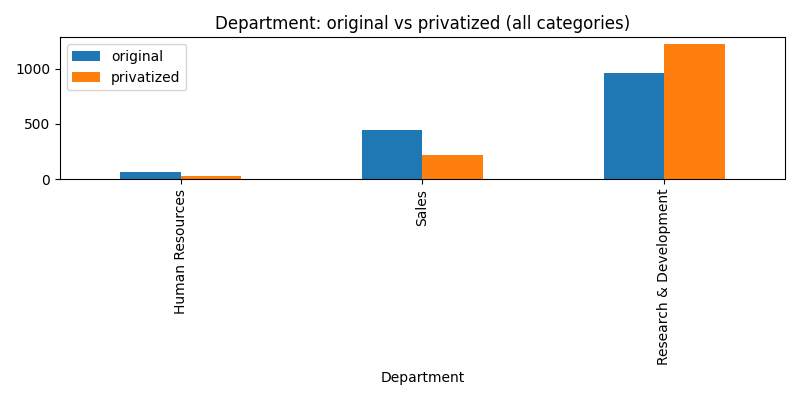 Department: original vs privatized (all categories)
original
privatized
1000
500
0
Human Resources
Sales
Research & Development
Department